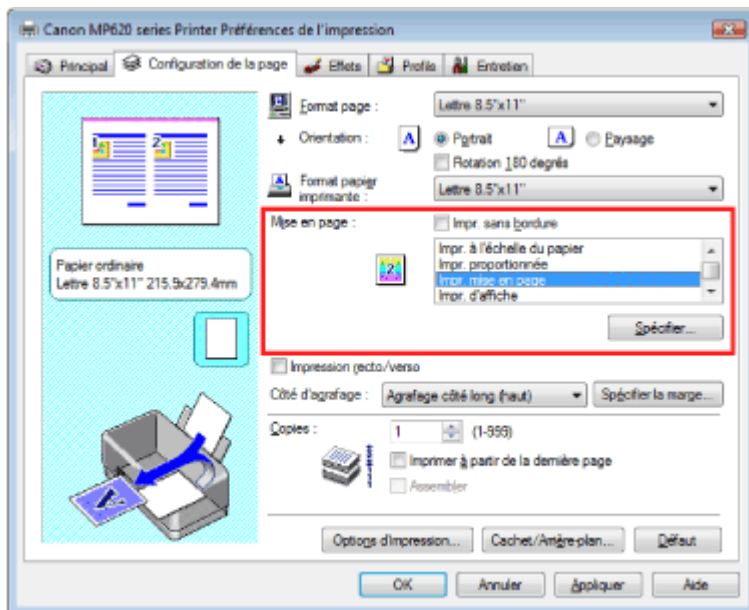 Canon MP620 series Printer Préférences de l'impression
Principal Configuration de la page Effets Profils Entretien
Format page : Lettre 8.5"x11"
Orientation : A Portrait A Paysage
Rotation 180 degrés
Format papier imprimante : Lettre 8.5"x11"
Mise en page : Impr. sans bordure
Impr. à l'échelle du papier
Impr. proportionnée
Impr. mise en page
Impr. d'affiche
Spécifier...
1 2
2
Papier ordinaire
Lettre 8.5"x11" 215.9x279.4mm
Impression recto/verso
Côté d'agrafage : Agrafage côté long (haut) Spécifier la marge...
Copies : 1 (1-999)
Imprimer à partir de la dernière page
Assembler
Options d'impression... Cachet/Arrière-plan... Défaut
OK Annuler Appliquer Aide